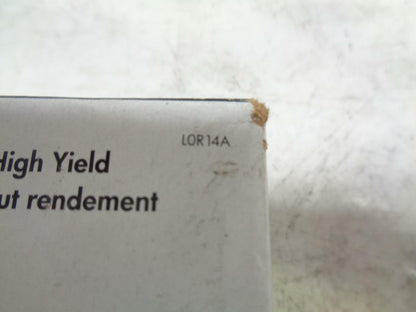 LOR14A
High Yield
ut rendement